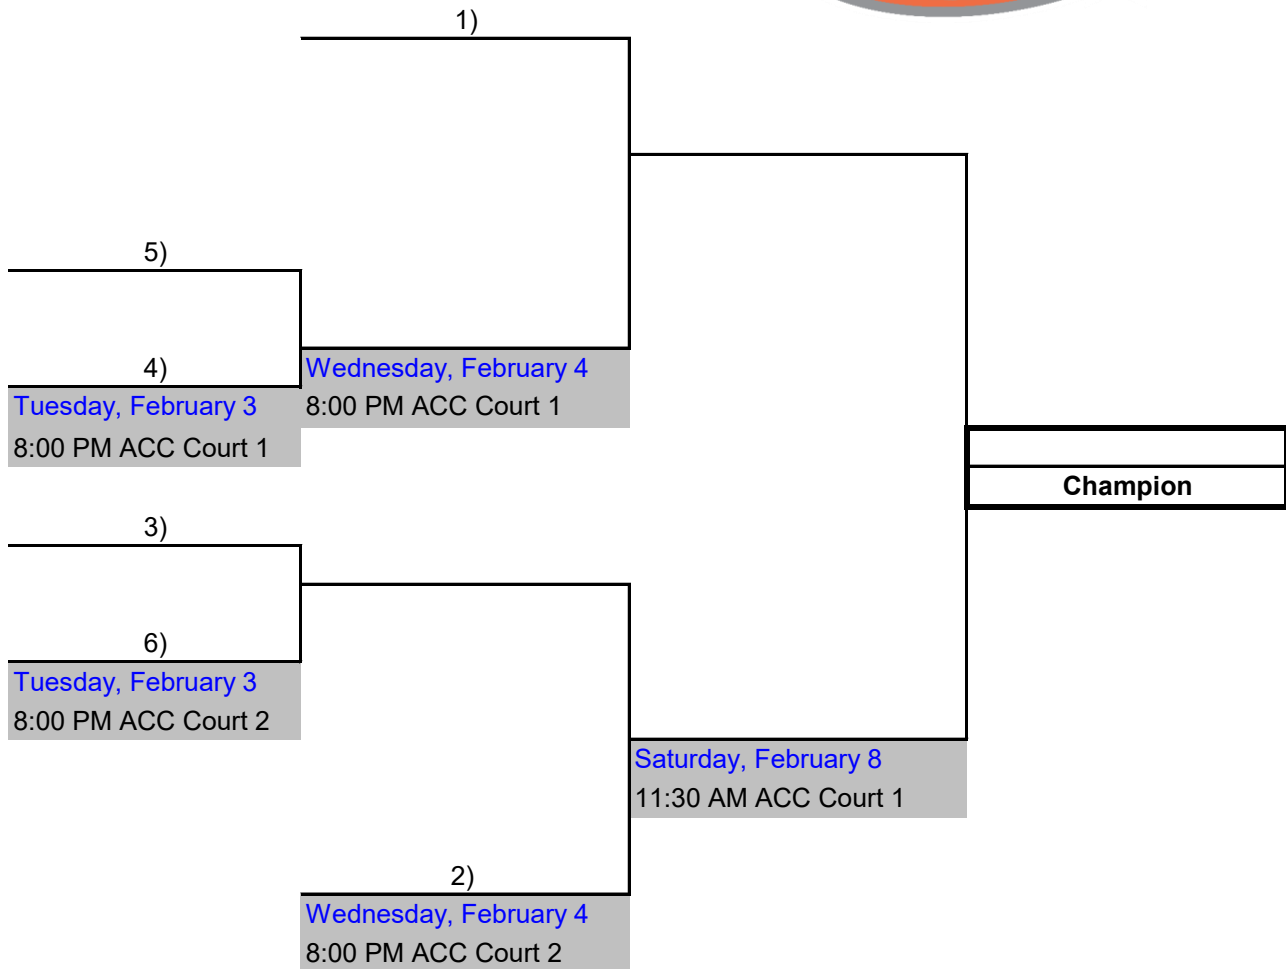 1)
5)
4)
Tuesday, February 3
8:00 PM ACC Court 1
Wednesday, February 4
8:00 PM ACC Court 1
Champion
3)
6)
Tuesday, February 3
8:00 PM ACC Court 2
Saturday, February 8
11:30 AM ACC Court 1
2)
Wednesday, February 4
8:00 PM ACC Court 2